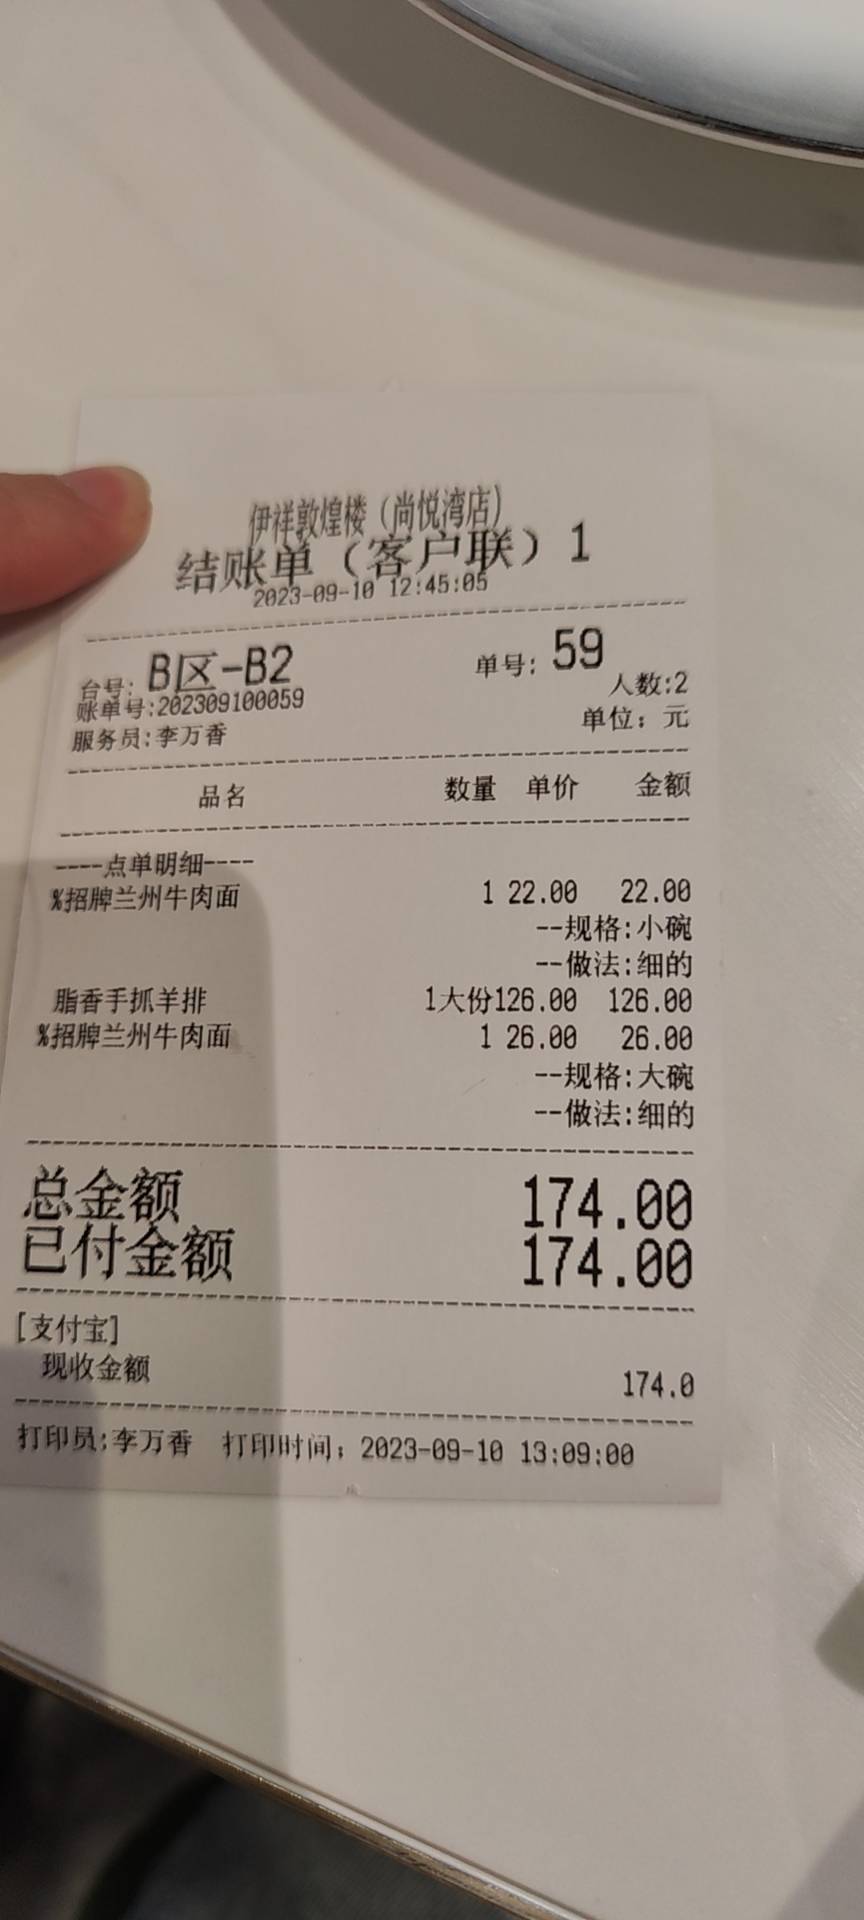 伊祥敦煌楼（尚悦湾店）
结账单（客户联）1
2023-09-10 12:45:05
台号: B区-B2 单号: 59
人数:2
账单号:202309100059
单位: 元
服务员:李万香
品名 数量 单价 金额
----点单明细----
%招牌兰州牛肉面 1 22.00 22.00
--规格:小碗
--做法:细的
脂香手抓羊排 1大份126.00 126.00
%招牌兰州牛肉面 1 26.00 26.00
--规格:大碗
--做法:细的
总金额 174.00
已付金额 174.00
[支付宝]
现收金额 174.0
打印员:李万香 打印时间: 2023-09-10 13:09:00